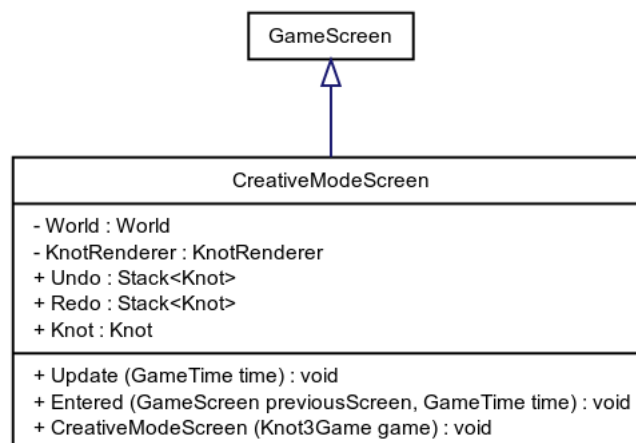 GameScreen
CreativeModeScreen
- World : World
- KnotRenderer : KnotRenderer
+ Undo : Stack<Knot>
+ Redo : Stack<Knot>
+ Knot : Knot
+ Update (GameTime time) : void
+ Entered (GameScreen previousScreen, GameTime time) : void
+ CreativeModeScreen (Knot3Game game) : void